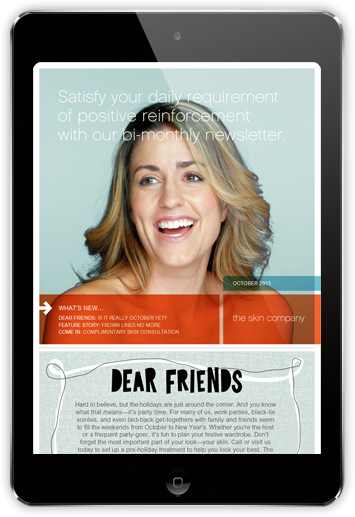 Satisfy your daily requirement
of positive reinforcement
with our bi-monthly newsletter.
OCTOBER 2013
WHAT'S NEW...
DEAR FRIENDS: IS IT REALLY OCTOBER YET?
FEATURE STORY: FROWN LINES NO MORE
COME IN: COMPLIMENTARY SKIN CONSULTATION
the skin company
DEAR FRIENDS
Hard to believe, but the holidays are just around the corner. And you know
what that means—it's party time. For many of us, work parties, black-tie
soirées, and even laid-back get-togethers with family and friends seem
to fill the weekends from October to New Year's. Whether you're the host
or a frequent party-goer, it's fun to plan your festive wardrobe. Don't
forget the most important part of your look—your skin. Call or visit us
today to set up a pre-holiday treatment to help you look your best. The